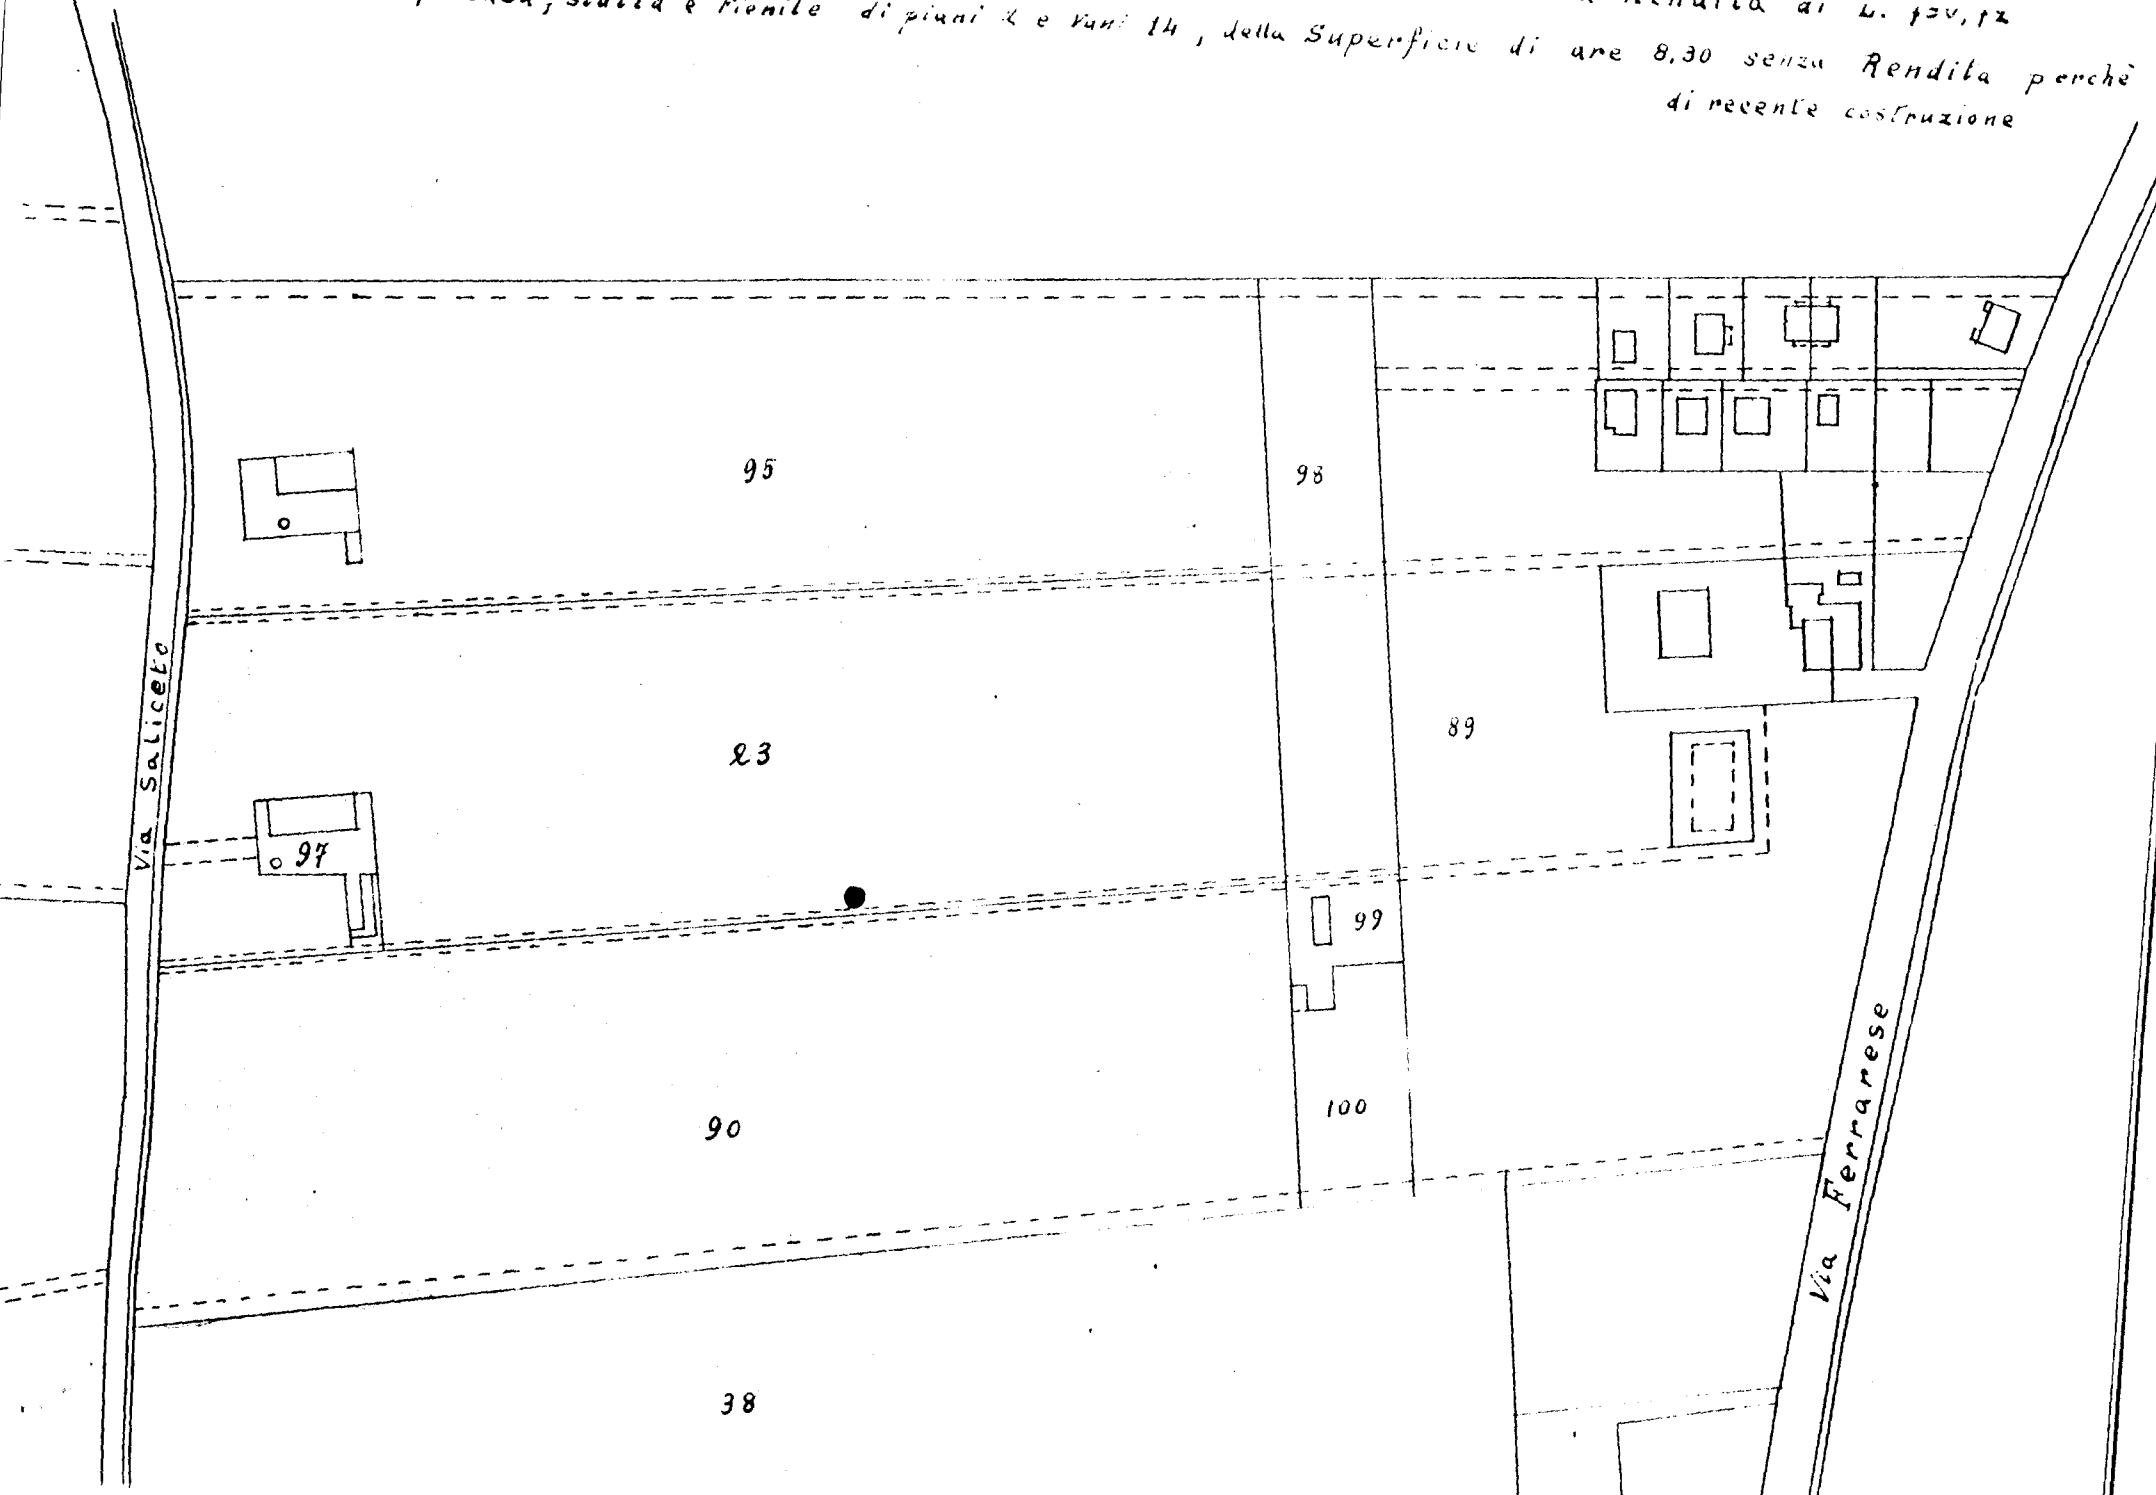 di L.
stalla e Fienile di piani 2 e vani 14, della Superficie di are 8,30 senza Rendita perchè
di recente costruzione
95
98
Via Saliceto
23
89
97
99
90
100
Via Ferrarese
38